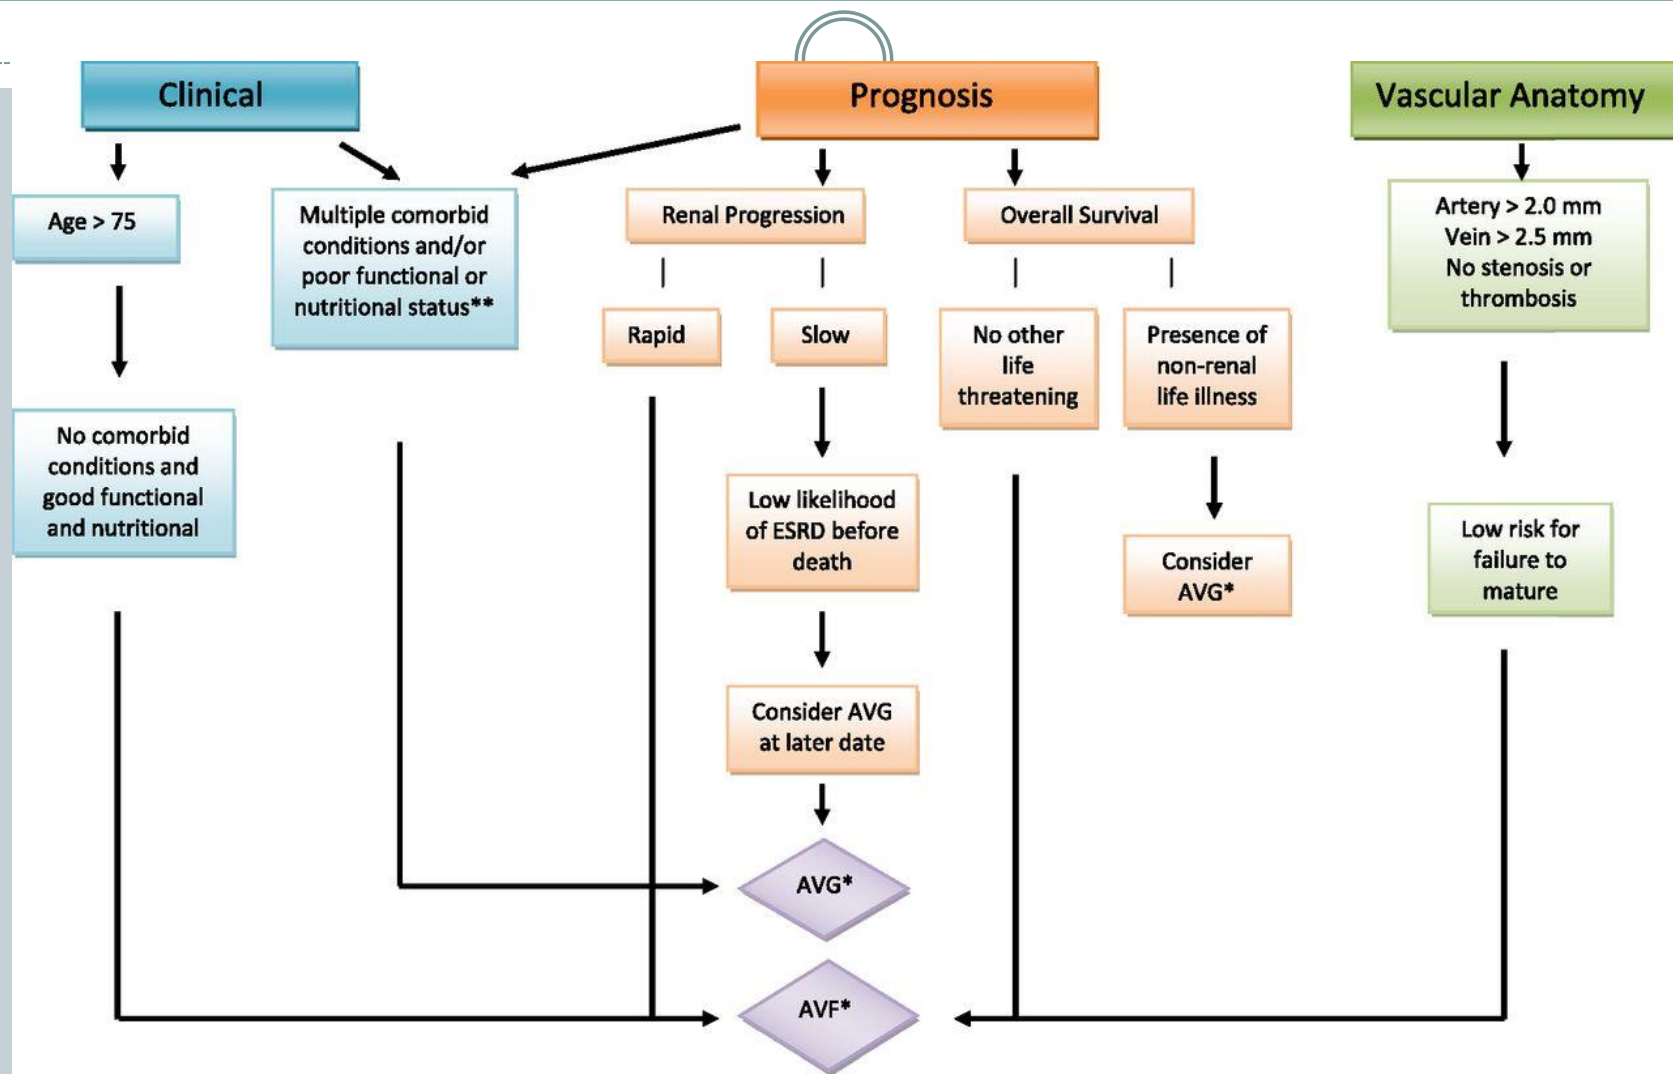 Clinical
Prognosis
Vascular Anatomy
Age > 75
Multiple comorbid
conditions and/or
poor functional or
nutritional status**
Renal Progression
Overall Survival
Artery > 2.0 mm
Vein > 2.5 mm
No stenosis or
thrombosis
Rapid
Slow
No other
life
threatening
Presence of
non-renal
life illness
No comorbid
conditions and
good functional
and nutritional
Low likelihood
of ESRD before
death
Consider
AVG*
Low risk for
failure to
mature
Consider AVG
at later date
AVG*
AVF*